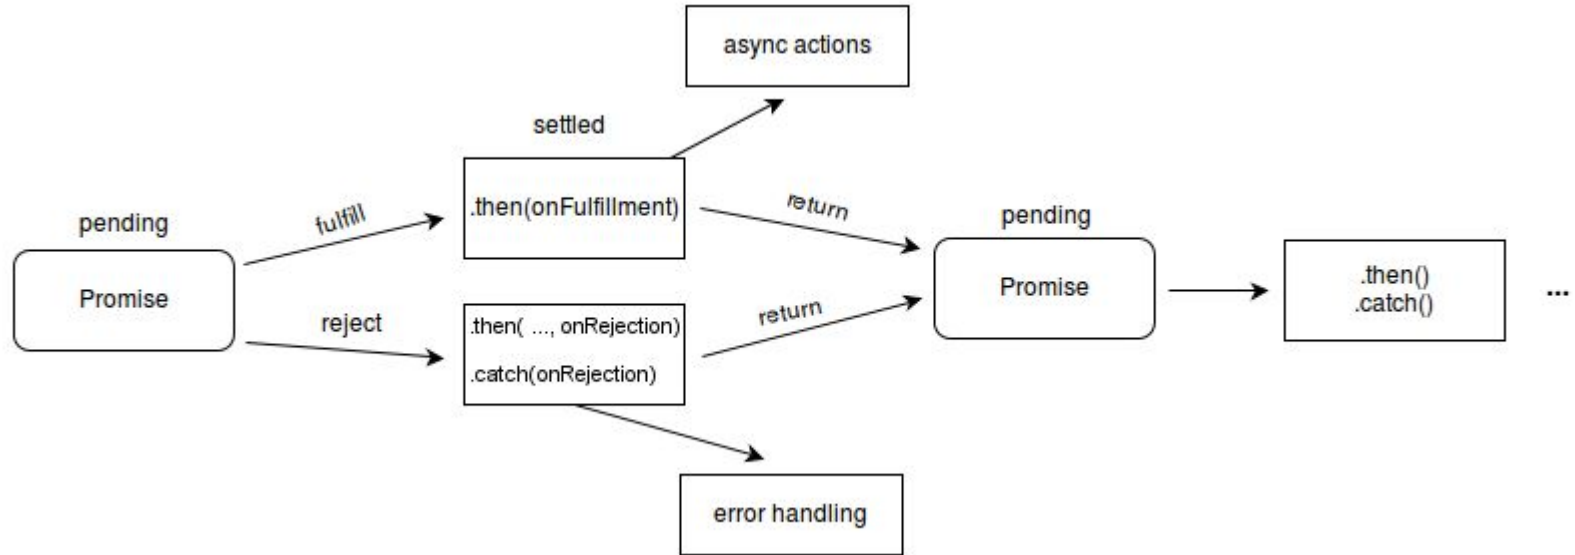 async actions
settled
.then(onFulfillment)
fulfill
return
pending
Promise
reject
.then( ..., onRejection)
.catch(onRejection)
return
pending
Promise
.then()
.catch()
...
error handling